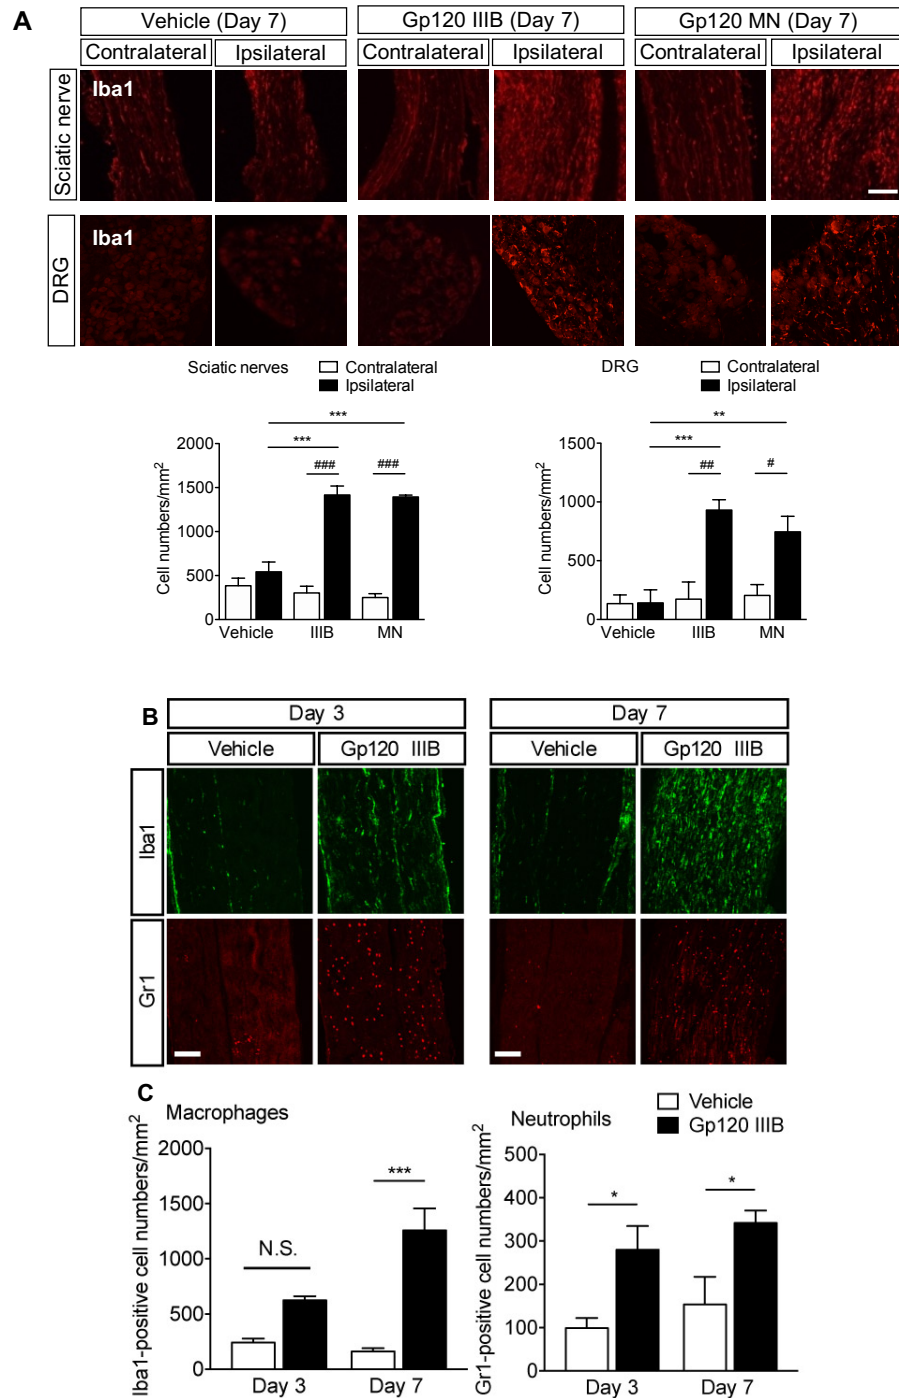 A
Vehicle (Day 7)
Gp120 IIIB (Day 7)
Gp120 MN (Day 7)
Contralateral
Ipsilateral
Contralateral
Ipsilateral
Contralateral
Ipsilateral
Sciatic nerve
Iba1
DRG
Iba1
Sciatic nerves
Contralateral
Ipsilateral
DRG
Contralateral
Ipsilateral
Cell numbers/mm²
2000
1500
1000
500
0
***
***
###
###
Vehicle
IIIB
MN
Cell numbers/mm²
1500
1000
500
0
**
***
##
#
Vehicle
IIIB
MN
B
Day 3
Day 7
Vehicle
Gp120 IIIB
Vehicle
Gp120 IIIB
Iba1
Gr1
C
Macrophages
Iba1-positive cell numbers/mm²
2000
1500
1000
500
0
N.S.
***
Day 3
Day 7
Neutrophils
Vehicle
Gp120 IIIB
Gr1-positive cell numbers/mm²
500
400
300
200
100
0
*
*
Day 3
Day 7